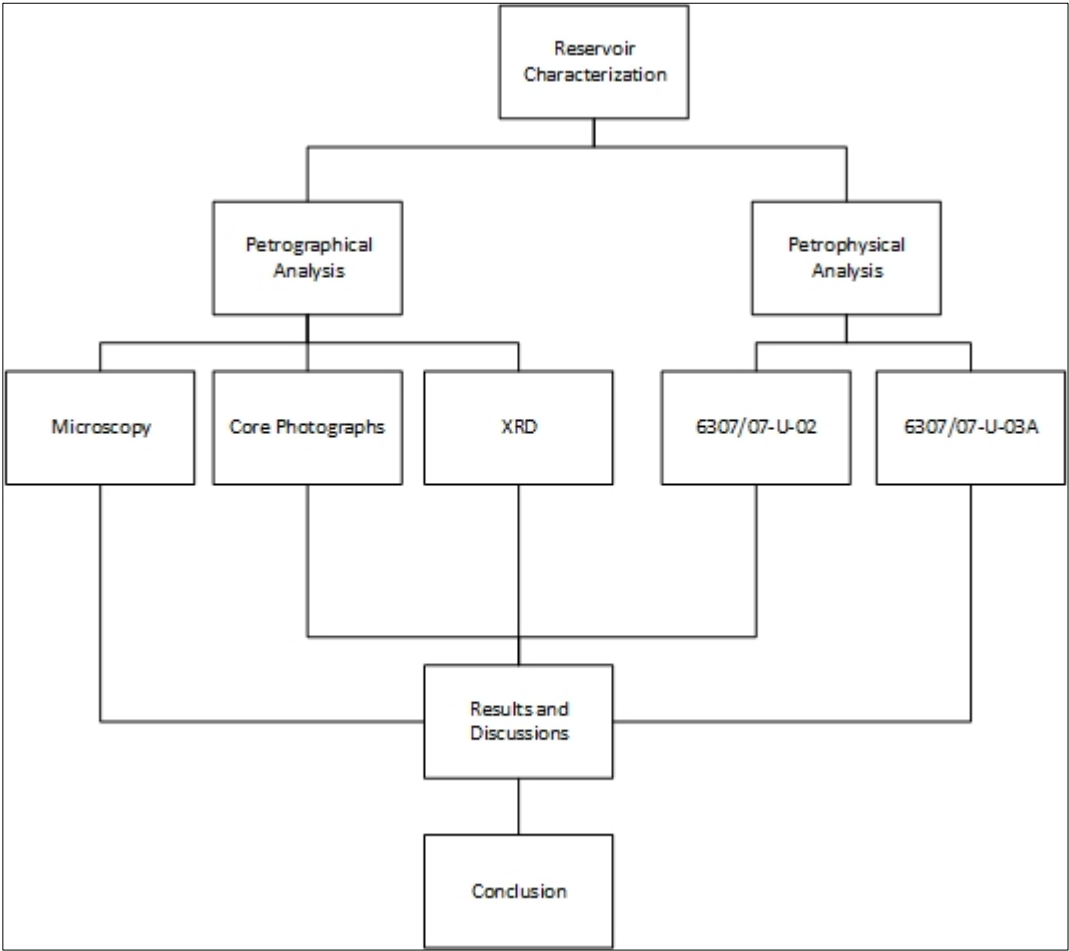 Reservoir
Characterization
Petrographical
Analysis
Petrophysical
Analysis
Microscopy
Core Photographs
XRD
6307/07-U-02
6307/07-U-03A
Results and
Discussions
Conclusion